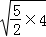 √(5/2 × 4)